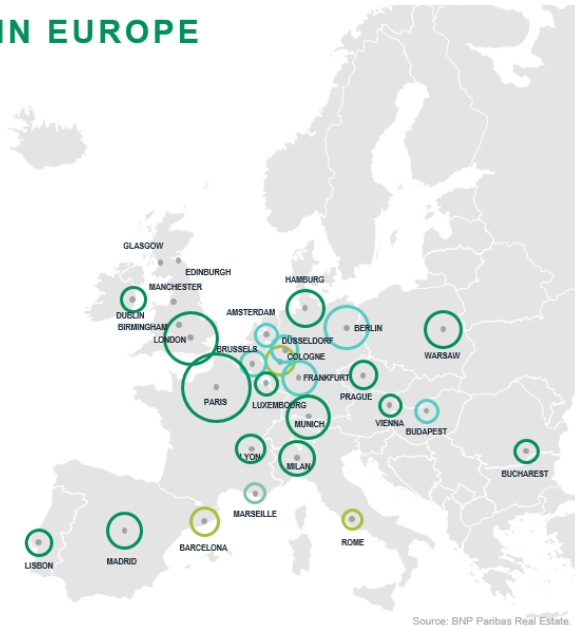 IN EUROPE
GLASGOW
EDINBURGH
MANCHESTER
HAMBURG
DUBLIN
AMSTERDAM
BIRMINGHAM
BERLIN
LONDON
DÜSSELDORF
BRUSSELS
COLOGNE
WARSAW
FRANKFURT
PRAGUE
PARIS
LUXEMBOURG
MUNICH
VIENNA
BUDAPEST
LYON
MILAN
BUCHAREST
MARSEILLE
ROME
BARCELONA
MADRID
LISBON
Source: BNP Paribas Real Estate.